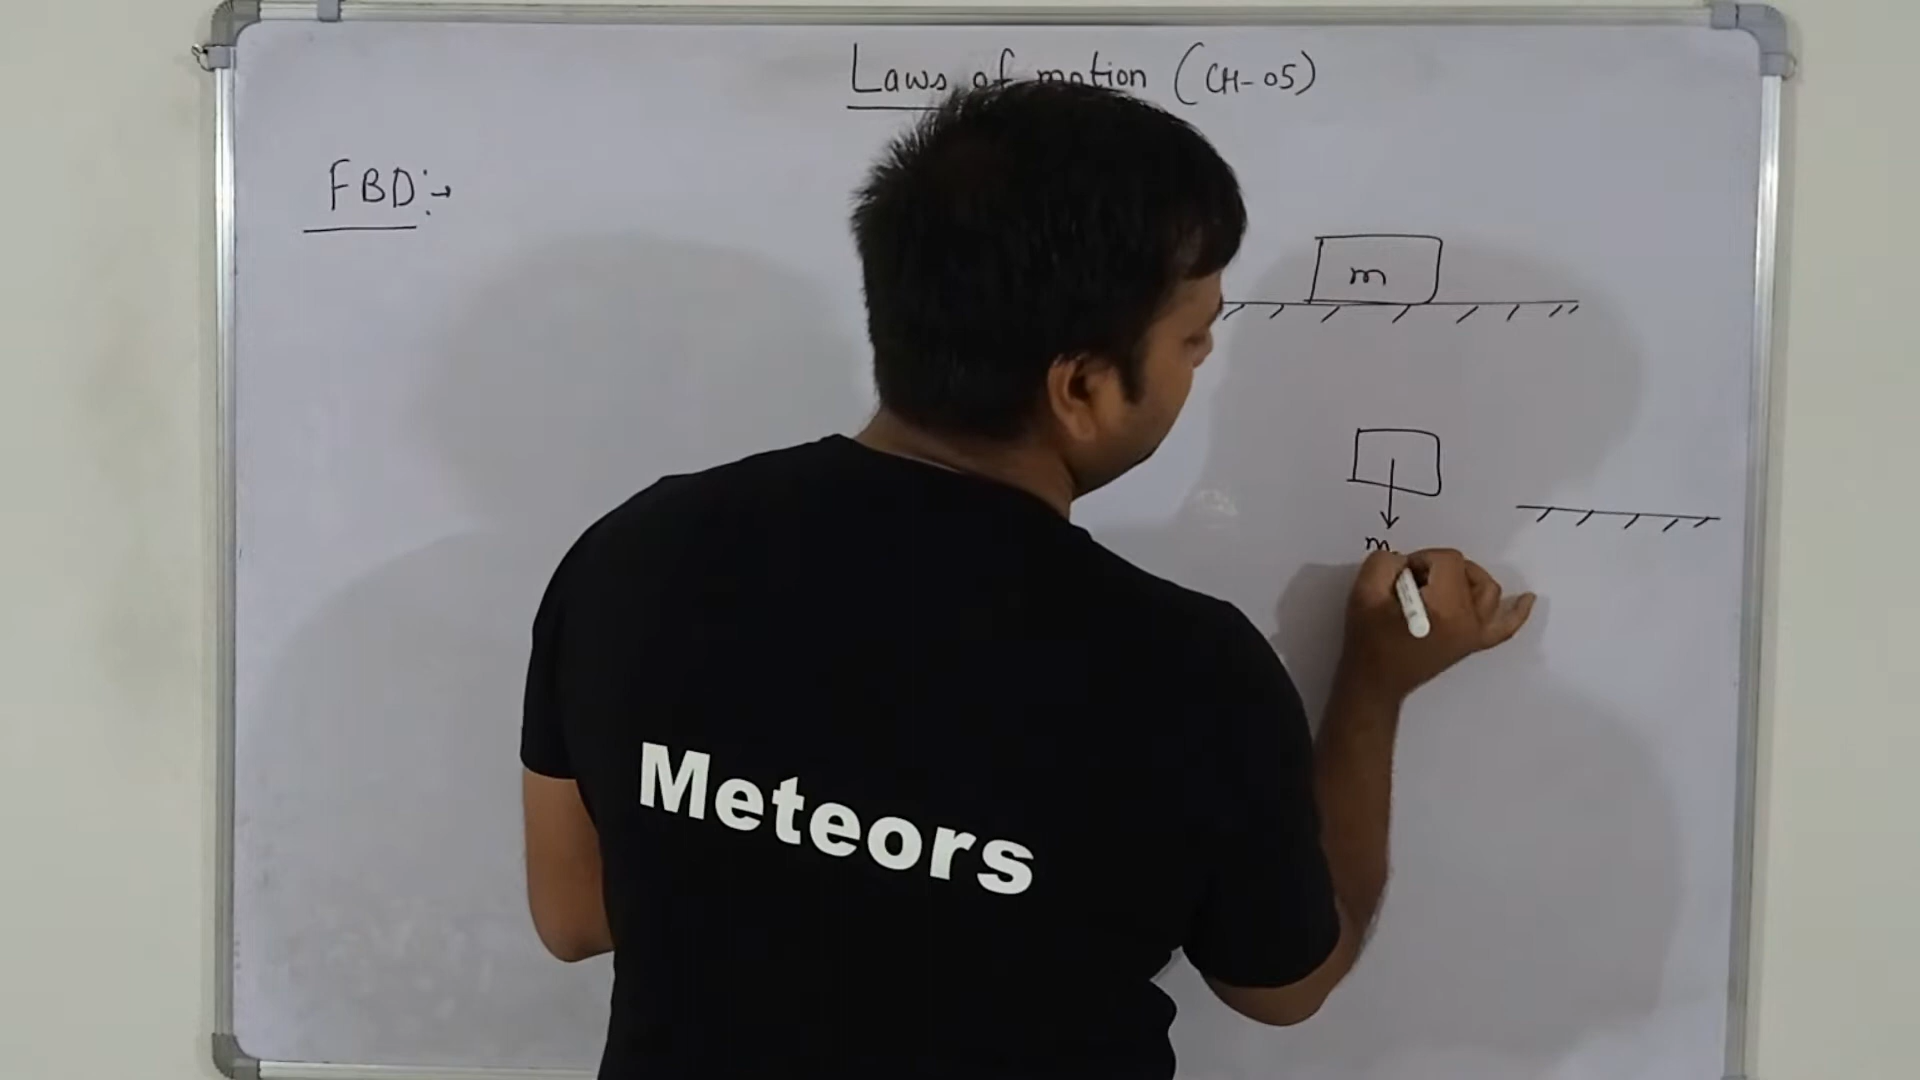 Laws of motion (CH-05)
FBD:→
m
m
Meteors